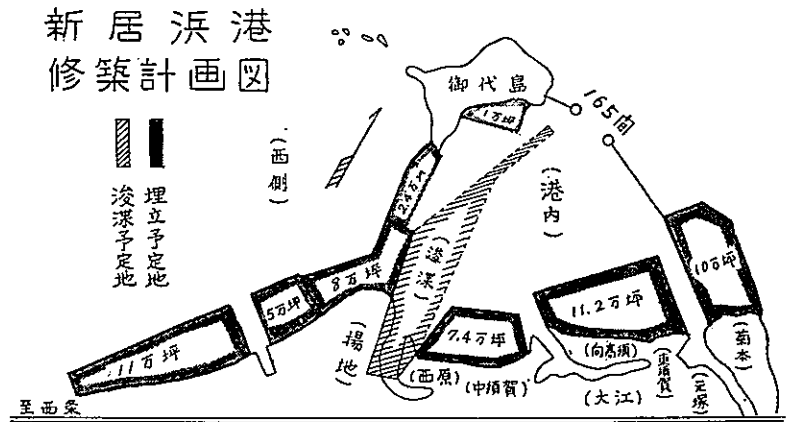 新居浜港
修築計画図
埋立予定地
浚渫予定地
(西側)
御代島
165間
1万坪
(港内)
2.4万坪
(浚渫)
8万坪
5万坪
11万坪
(揚地)
7.4万坪
11.2万坪
10万坪
(西原)
(中須賀)
(向高須)
(東須賀)
(大江)
(元塚)
(菊本)
至西条